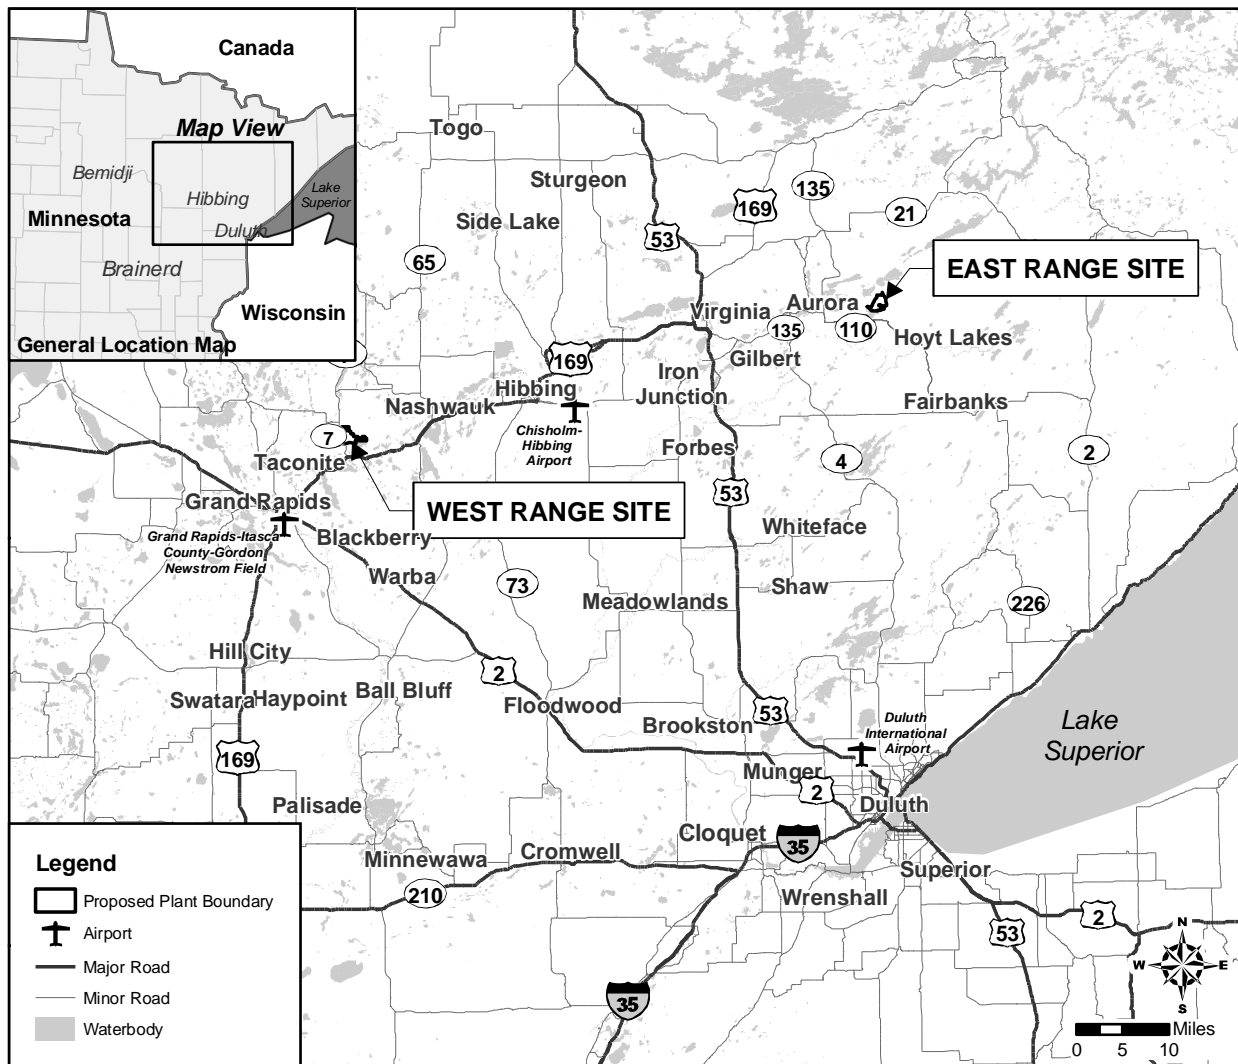 Canada
Map View
Bemidji
Hibbing
Lake
Superior
Minnesota
Duluth
Brainerd
Wisconsin
General Location Map
Togo
Sturgeon
Side Lake
135
169
21
53
65
EAST RANGE SITE
Aurora
Virginia
135
110
Hoyt Lakes
Gilbert
169
Iron
Junction
Hibbing
Nashwauk
Fairbanks
Chisholm-
Hibbing
Airport
7
Taconite
Forbes
4
2
Grand Rapids
WEST RANGE SITE
53
Grand Rapids-Itasca
County-Gordon
Newstrom Field
Blackberry
Whiteface
Warba
73
Shaw
Meadowlands
226
Hill City
2
Swatara
Haypoint
Ball Bluff
Floodwood
Brookston
53
Duluth
International
Airport
Lake
Superior
169
Munger
2
Palisade
Duluth
Cloquet
35
Minnewawa
Cromwell
Superior
210
Wrenshall
2
53
35
Legend
Proposed Plant Boundary
Airport
Major Road
Minor Road
Waterbody
N
W
E
S
Miles
0 5 10